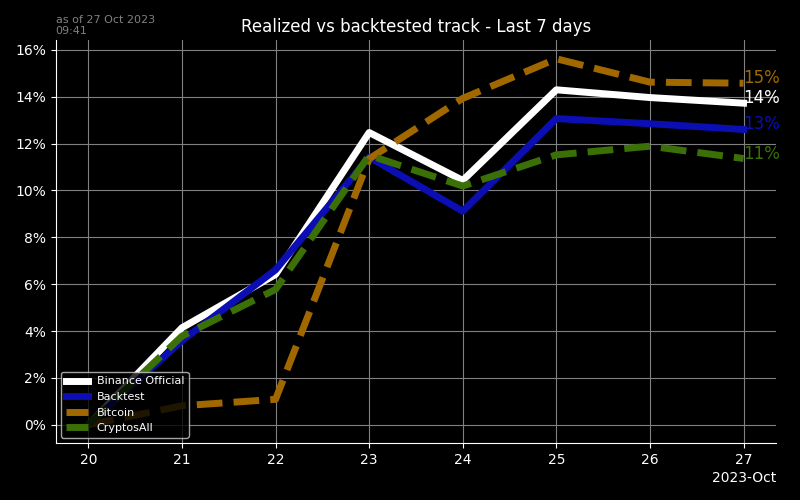 as of 27 Oct 2023
09:41
Realized vs backtested track - Last 7 days
16%
14%
12%
10%
8%
6%
4%
2%
0%
15%
14%
13%
11%
Binance Official
Backtest
Bitcoin
CryptosAll
20 21 22 23 24 25 26 27
2023-Oct